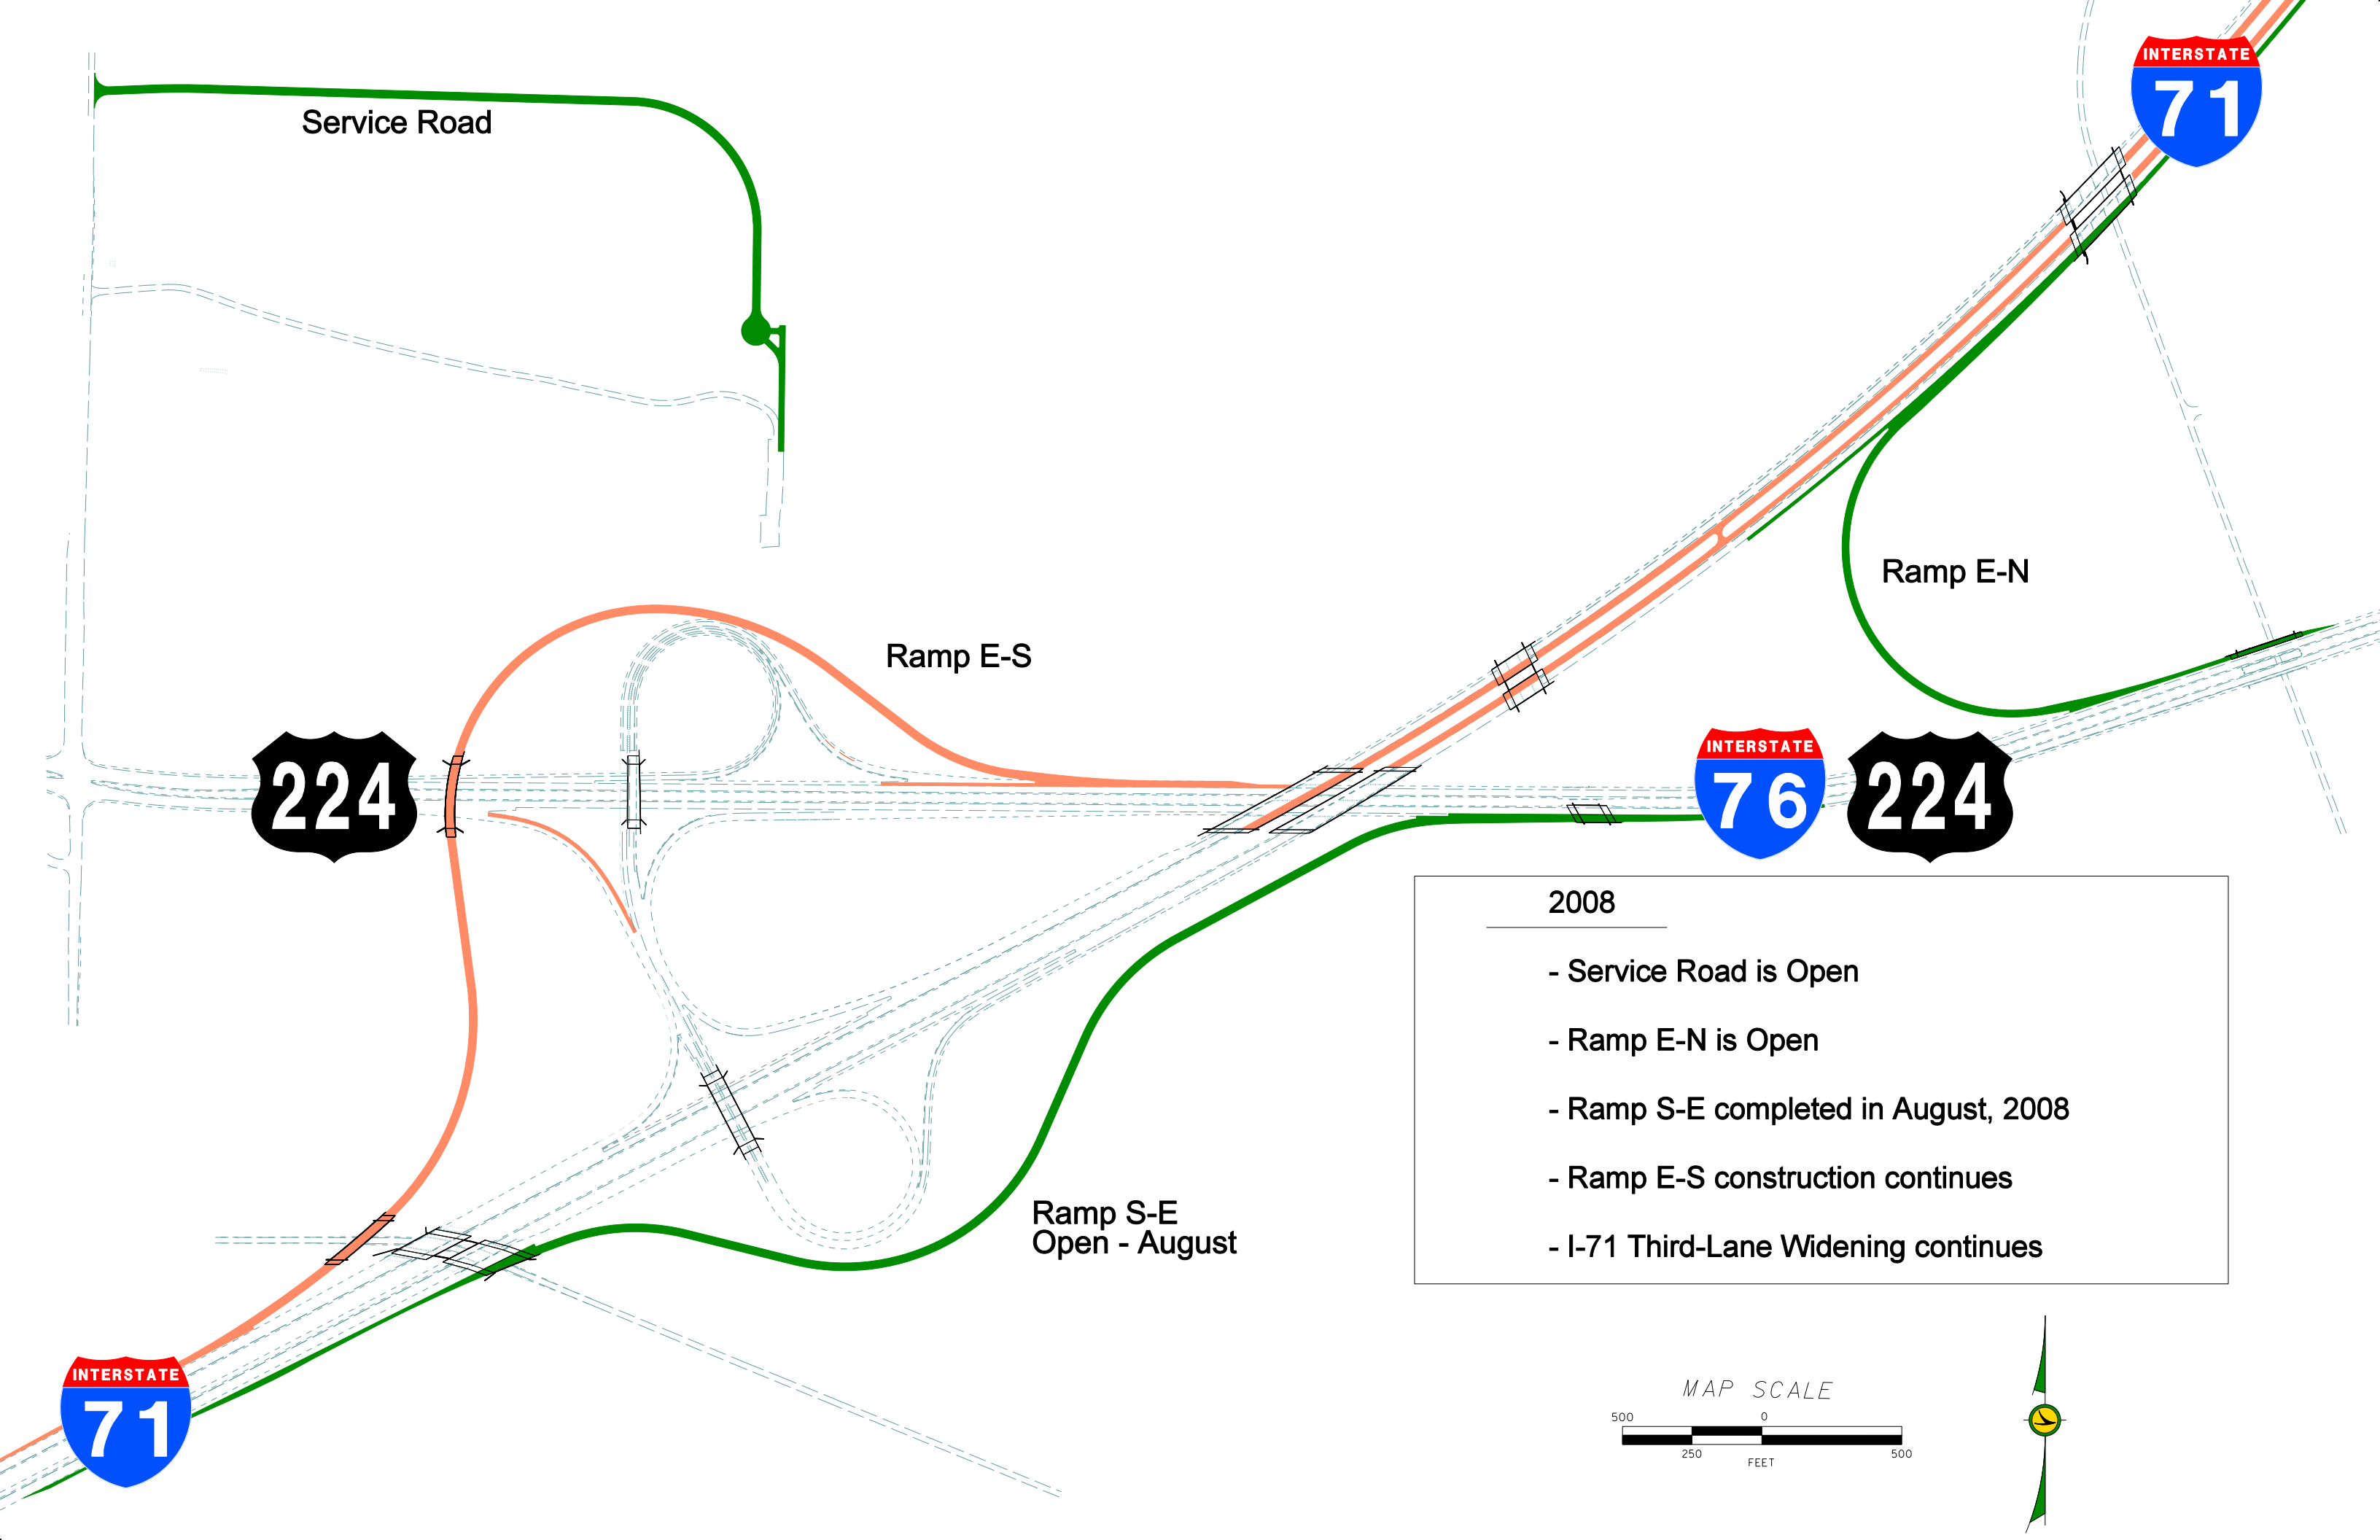 INTERSTATE
71
Service Road
Ramp E-N
Ramp E-S
224
INTERSTATE
76
224
2008
- Service Road is Open
- Ramp E-N is Open
- Ramp S-E completed in August, 2008
- Ramp E-S construction continues
- I-71 Third-Lane Widening continues
Ramp S-E
Open - August
INTERSTATE
71
MAP SCALE
500 0
250 500
FEET